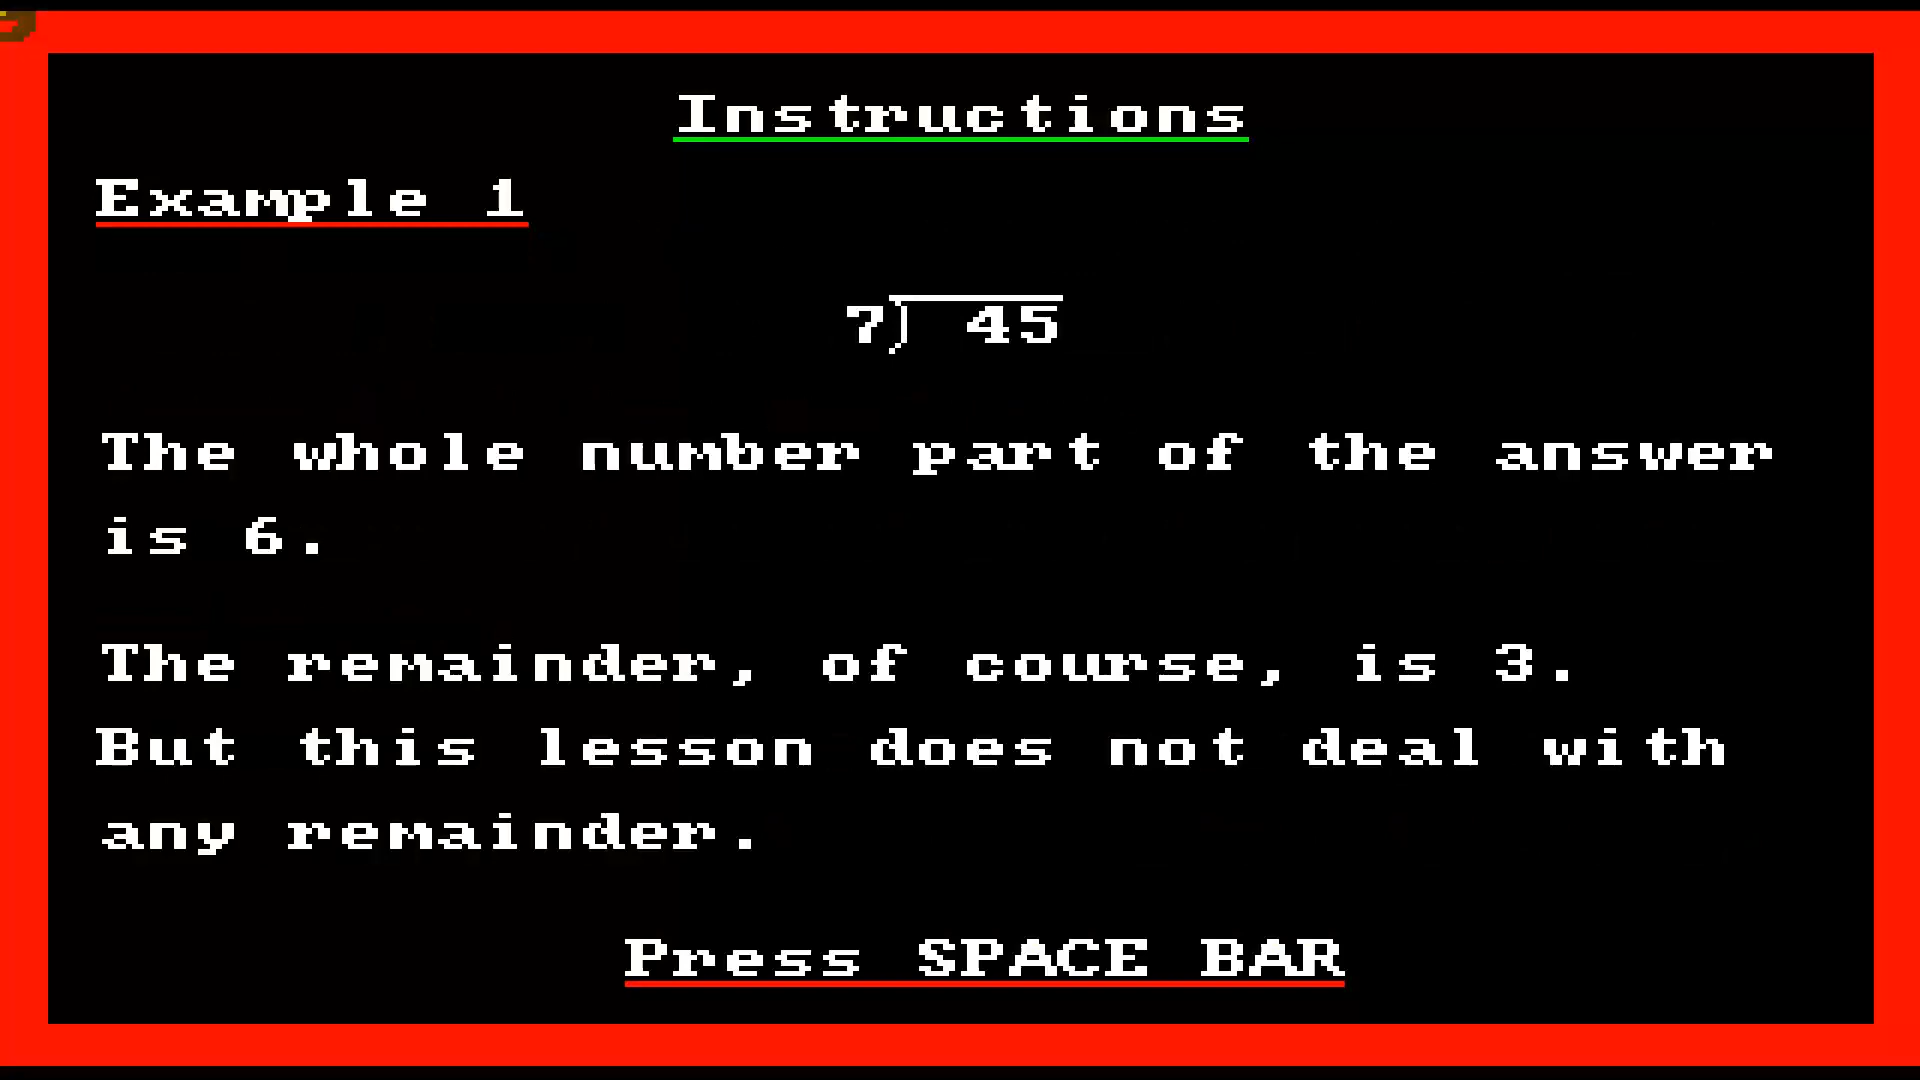 Instructions
Example 1
7) 45
The whole number part of the answer
is 6.
The remainder, of course, is 3.
But this lesson does not deal with
any remainder.
Press SPACE BAR